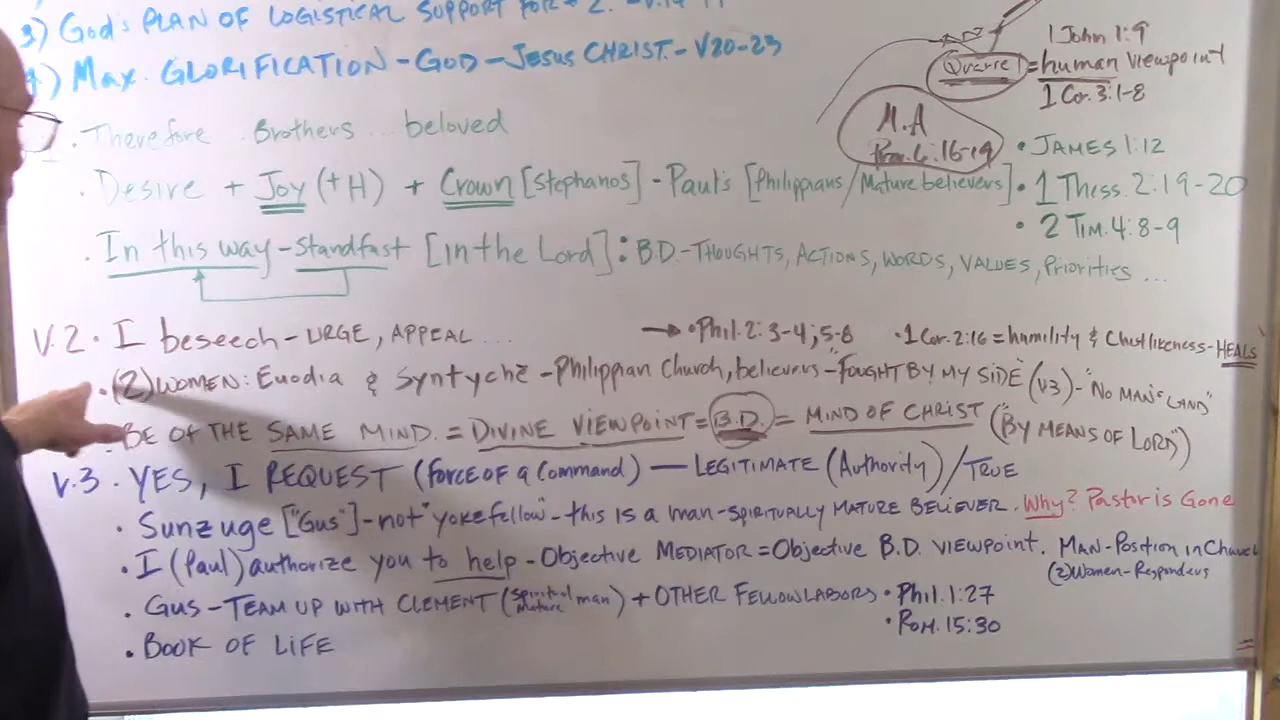 3) God's PLAN OF LOGISTICAL SUPPORT FOR
4.) MAX. GLORIFICATION - GOD - JESUS CHRIST. - V20-23
1 John 1:9
Quarrel = human viewpoint
1 Cor. 3:1-8
M.A
Prov. 6:16-19
Therefore . Brothers ... beloved
• JAMES 1:12
. Desire + Joy (+H) + Crown [stephanos] - Paul's [Philippians/Mature believers] • 1 Thess. 2:19-20
• 2 TIM. 4:8-9
. In this way - standfast [in the Lord] : B.D. - THOUGHTS, ACTIONS, WORDS, VALUES, Priorities ...
V.2 • I beseech - URGE, APPEAL ... → • Phil. 2:3-4; 5-8 • 1 Cor. 2:16 = humility & Christlikeness - HEALS
• (2) WOMEN: Euodia & Syntyche - Philippian Church, believers - "FOUGHT BY MY SIDE" (v3) - "NO MAN'S LAND"
. BE OF THE SAME MIND. = DIVINE VIEWPOINT = B.D. = MIND OF CHRIST ("BY MEANS OF LORD")
V.3 • YES, I REQUEST (force of a Command) — LEGITIMATE (Authority) / TRUE
• Sunzuge ["Gus"] - not "yokefellow" - this is a man - SPIRITUALLY MATURE BELIEVER. Why? Pastor is Gone
• I (Paul) authorize you to help - Objective MEDIATOR = Objective B.D. VIEWPOINT. MAN - Position in Church
(2) Women - Responders
• GUS - TEAM UP WITH CLEMENT (Spiritual Mature man) + OTHER FELLOWLABORS • Phil. 1:27
• ROM. 15:30
• BOOK OF LIFE